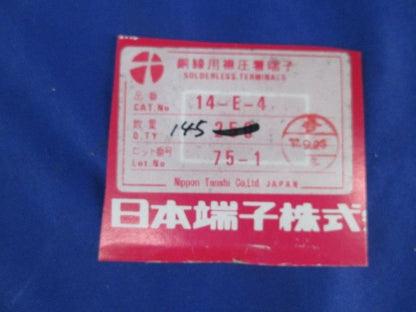 銅線用裸圧着端子
SOLDERLESS TERMINALS
品番
CAT.No 14-E-4
数量
Q.TY 145
ロット番号
Lot.No 75-1
Nippon Tanshi Co,Ltd JAPAN
日本端子株式